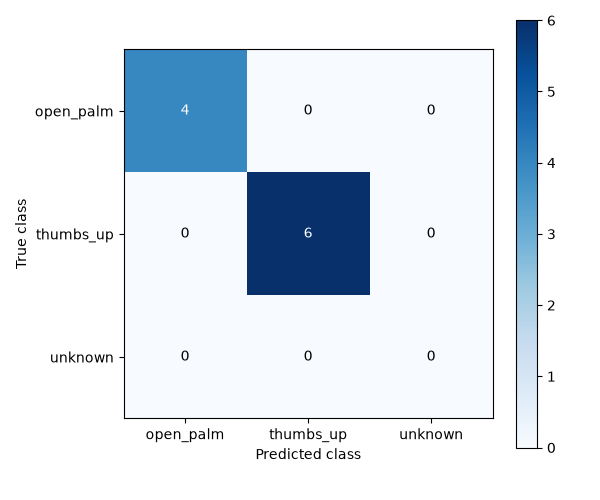 open_palm 4 0 0
thumbs_up 0 6 0
unknown 0 0 0
open_palm thumbs_up unknown
Predicted class
True class
6
5
4
3
2
1
0